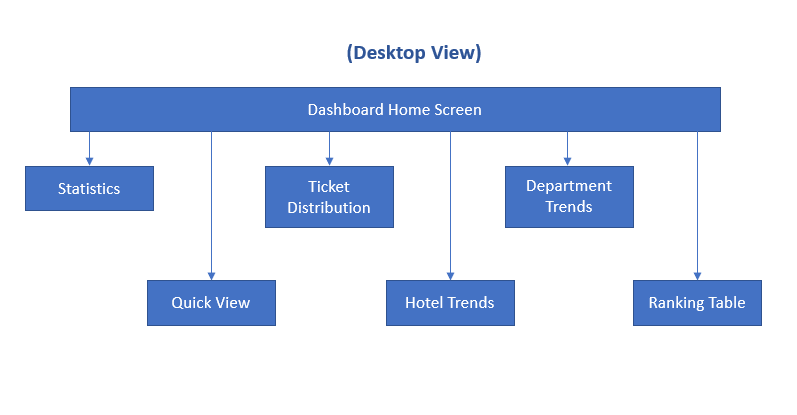 (Desktop View)
Dashboard Home Screen
Statistics
Ticket
Distribution
Department
Trends
Quick View
Hotel Trends
Ranking Table